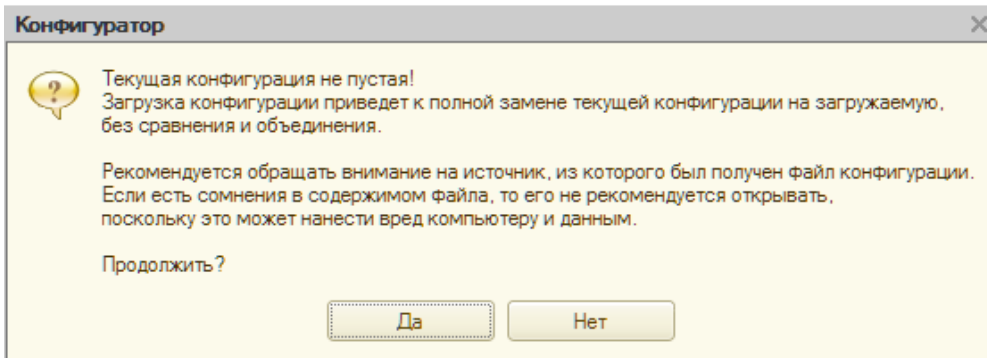 Конфигуратор
Текущая конфигурация не пустая!
Загрузка конфигурации приведет к полной замене текущей конфигурации на загружаемую,
без сравнения и объединения.
Рекомендуется обращать внимание на источник, из которого был получен файл конфигурации.
Если есть сомнения в содержимом файла, то его не рекомендуется открывать,
поскольку это может нанести вред компьютеру и данным.
Продолжить?
Да Нет